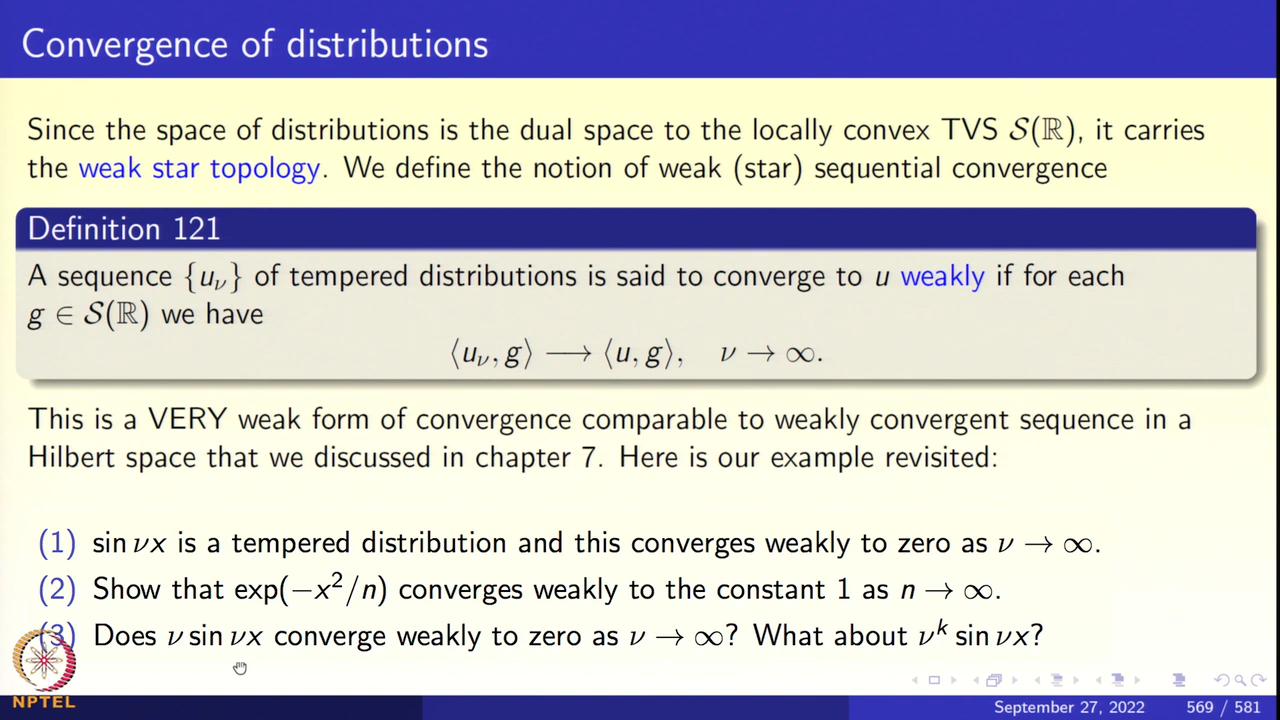 Convergence of distributions
Since the space of distributions is the dual space to the locally convex TVS 𝒮(ℝ), it carries
the weak star topology. We define the notion of weak (star) sequential convergence
Definition 121
A sequence {u_ν} of tempered distributions is said to converge to u weakly if for each
g ∈ 𝒮(ℝ) we have
⟨u_ν, g⟩ ⟶ ⟨u, g⟩, ν → ∞.
This is a VERY weak form of convergence comparable to weakly convergent sequence in a
Hilbert space that we discussed in chapter 7. Here is our example revisited:
(1) sin νx is a tempered distribution and this converges weakly to zero as ν → ∞.
(2) Show that exp(−x²/n) converges weakly to the constant 1 as n → ∞.
(3) Does ν sin νx converge weakly to zero as ν → ∞? What about ν^k sin νx?
NPTEL
September 27, 2022 569 / 581